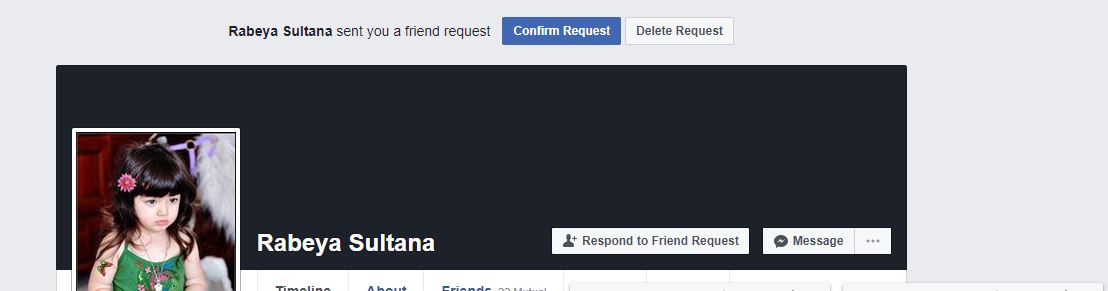 Rabeya Sultana sent you a friend request Confirm Request Delete Request
Rabeya Sultana
Respond to Friend Request Message
Timeline About Friends 32 Mutual